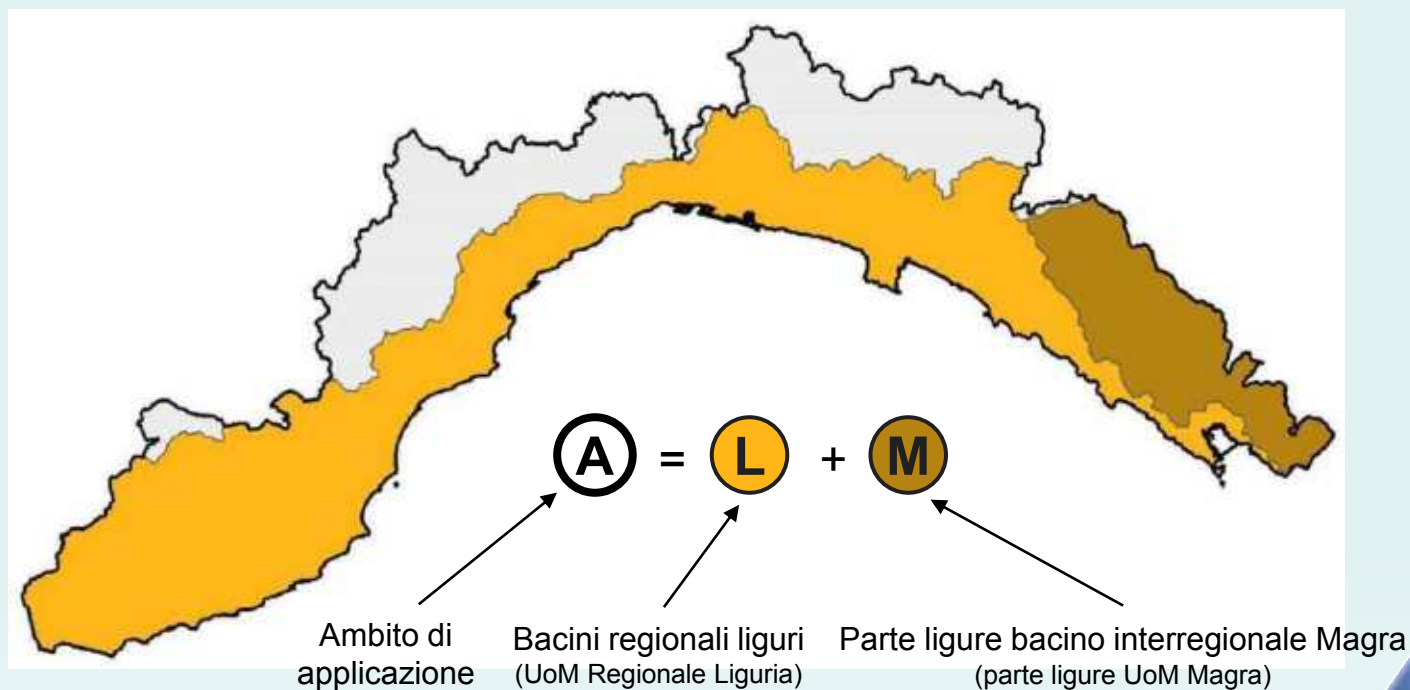 A = L + M
Ambito di applicazione
Bacini regionali liguri
(UoM Regionale Liguria)
Parte ligure bacino interregionale Magra
(parte ligure UoM Magra)